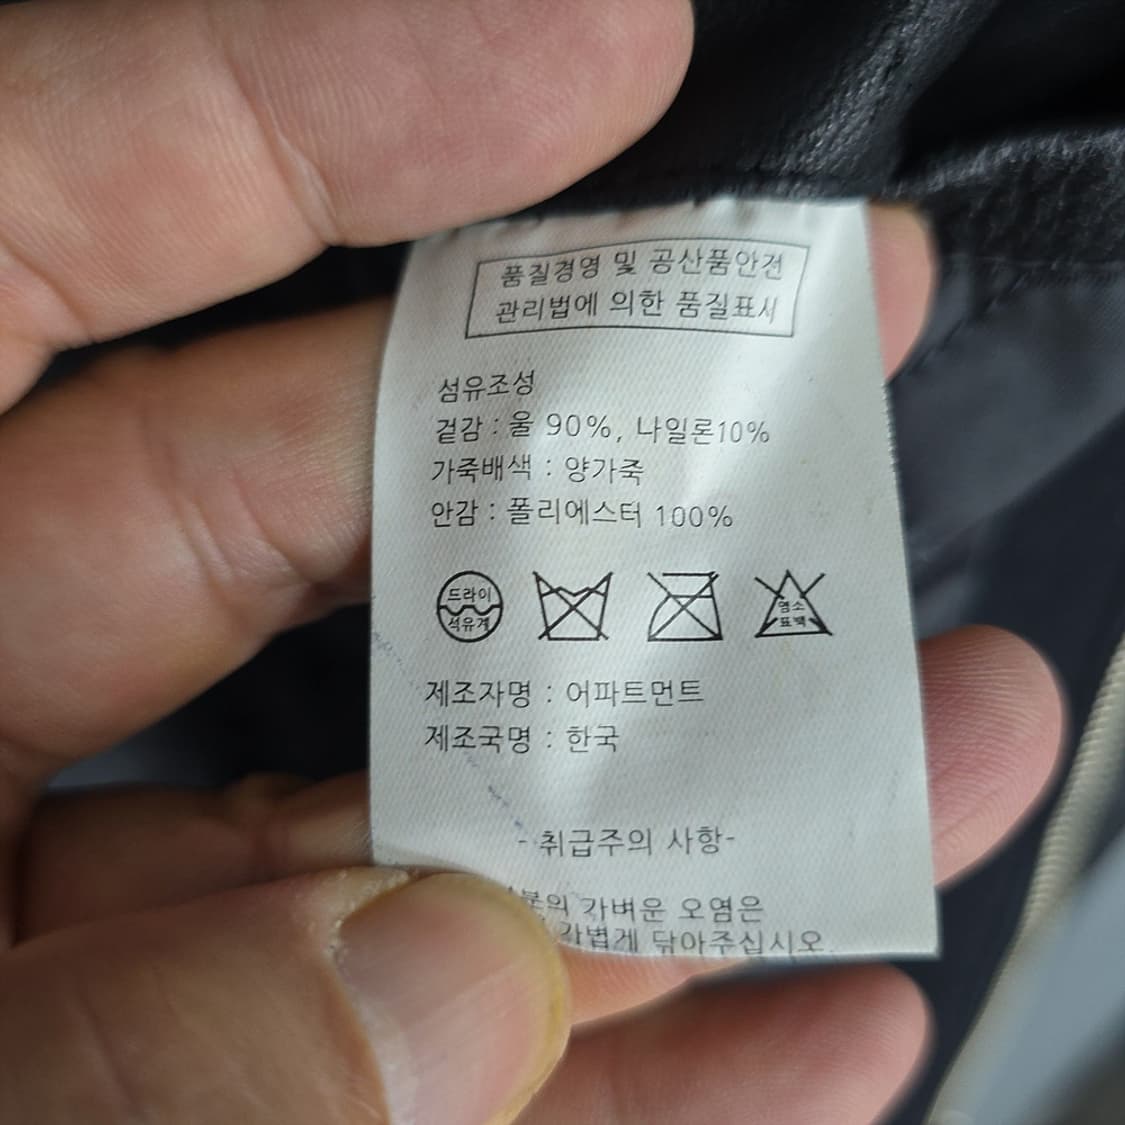 품질경영 및 공산품안전
관리법에 의한 품질표시
섬유조성
겉감 : 울 90%, 나일론10%
가죽배색 : 양가죽
안감 : 폴리에스터 100%
드라이
석유계
염소
표백
제조자명 : 어파트먼트
제조국명 : 한국
- 취급주의 사항-
가벼운 오염은
가볍게 닦아주십시오.